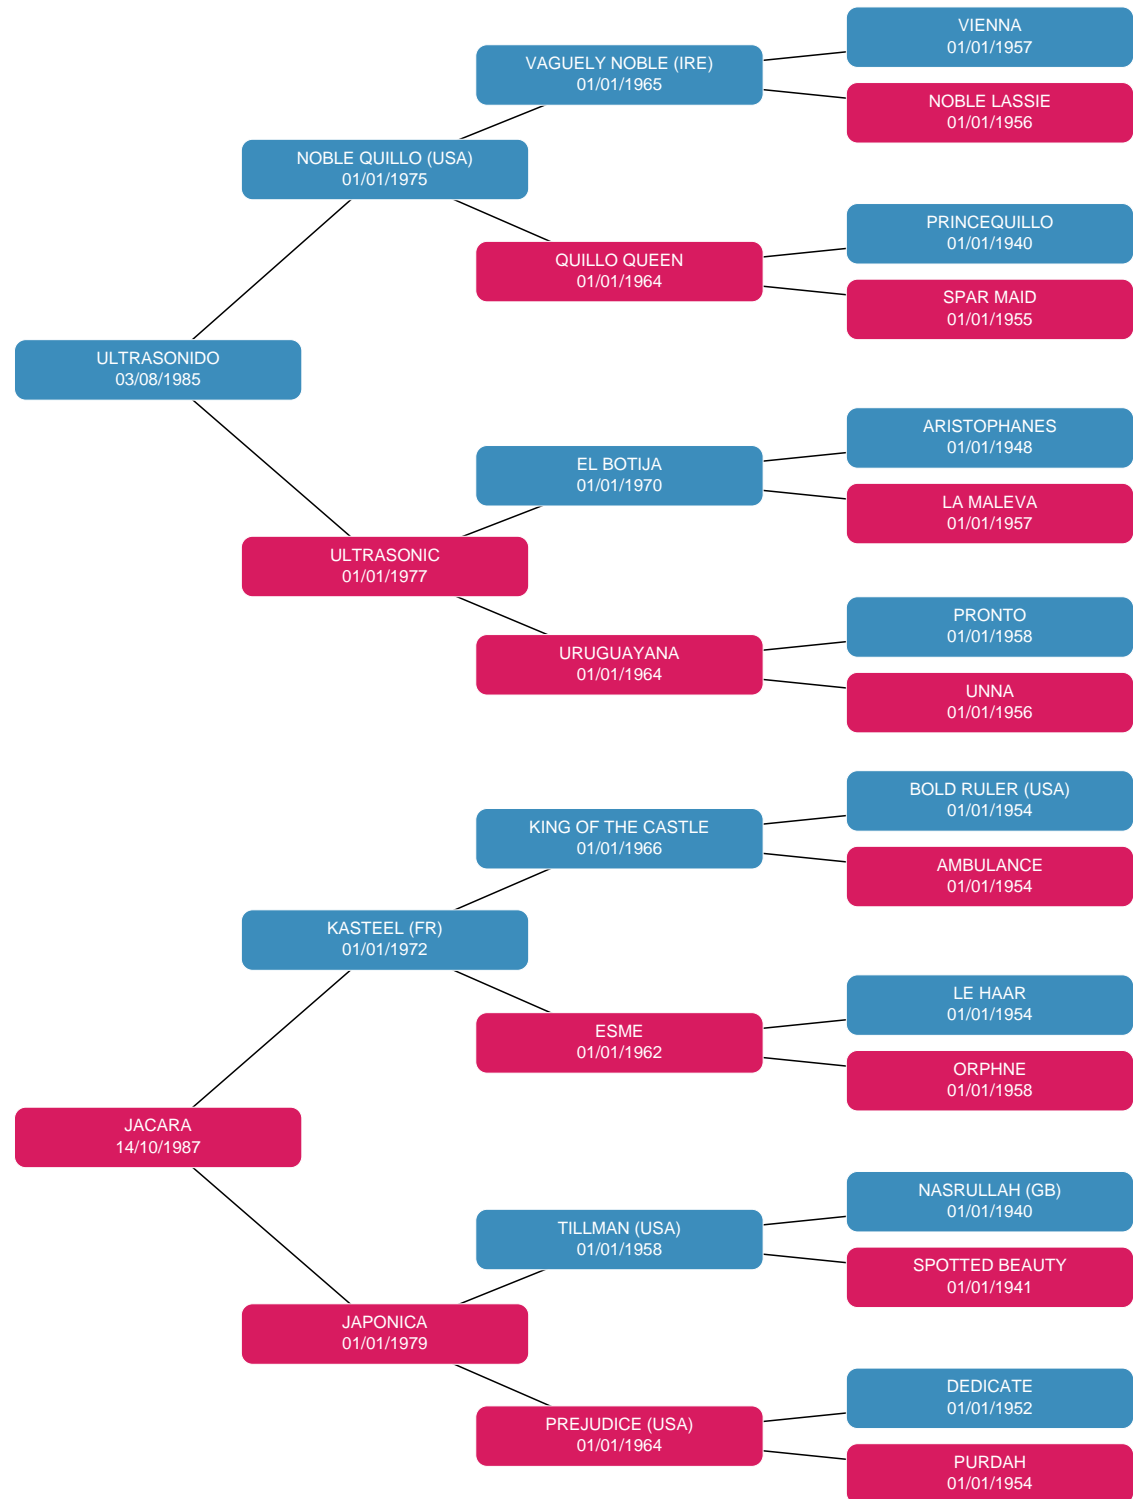 VIENNA
01/01/1957
VAGUELY NOBLE (IRE)
01/01/1965
NOBLE LASSIE
01/01/1956
NOBLE QUILLO (USA)
01/01/1975
PRINCEQUILLO
01/01/1940
QUILLO QUEEN
01/01/1964
SPAR MAID
01/01/1955
ULTRASONIDO
03/08/1985
ARISTOPHANES
01/01/1948
EL BOTIJA
01/01/1970
LA MALEVA
01/01/1957
ULTRASONIC
01/01/1977
PRONTO
01/01/1958
URUGUAYANA
01/01/1964
UNNA
01/01/1956
BOLD RULER (USA)
01/01/1954
KING OF THE CASTLE
01/01/1966
AMBULANCE
01/01/1954
KASTEEL (FR)
01/01/1972
LE HAAR
01/01/1954
ESME
01/01/1962
ORPHNE
01/01/1958
JACARA
14/10/1987
NASRULLAH (GB)
01/01/1940
TILLMAN (USA)
01/01/1958
SPOTTED BEAUTY
01/01/1941
JAPONICA
01/01/1979
DEDICATE
01/01/1952
PREJUDICE (USA)
01/01/1964
PURDAH
01/01/1954